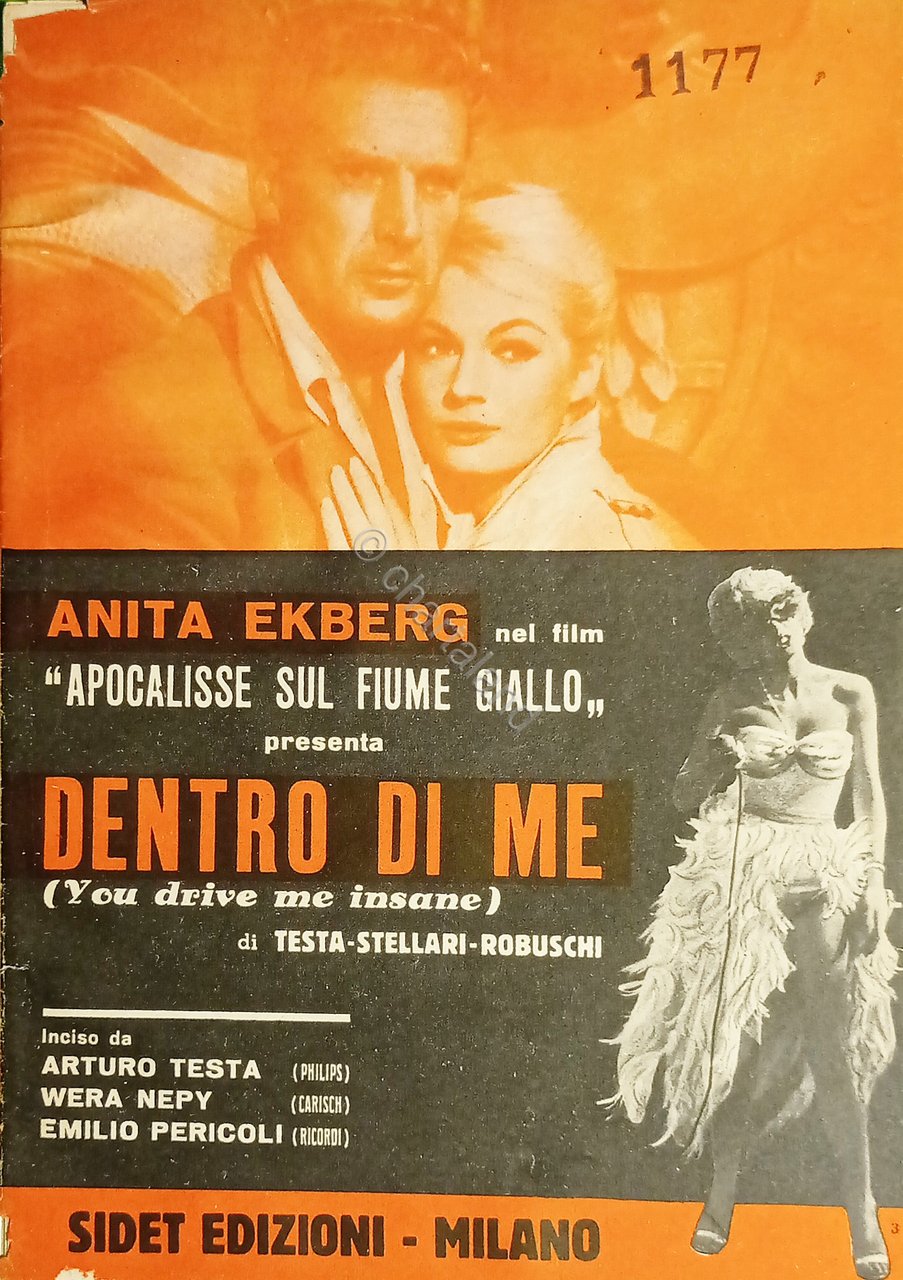 1177
ANITA EKBERG nel film
“APOCALISSE SUL FIUME GIALLO„
presenta
DENTRO DI ME
(You drive me insane)
di TESTA-STELLARI-ROBUSCHI
Inciso da
ARTURO TESTA (PHILIPS)
WERA NEPY (CARISCH)
EMILIO PERICOLI (RICORDI)
SIDET EDIZIONI - MILANO
3